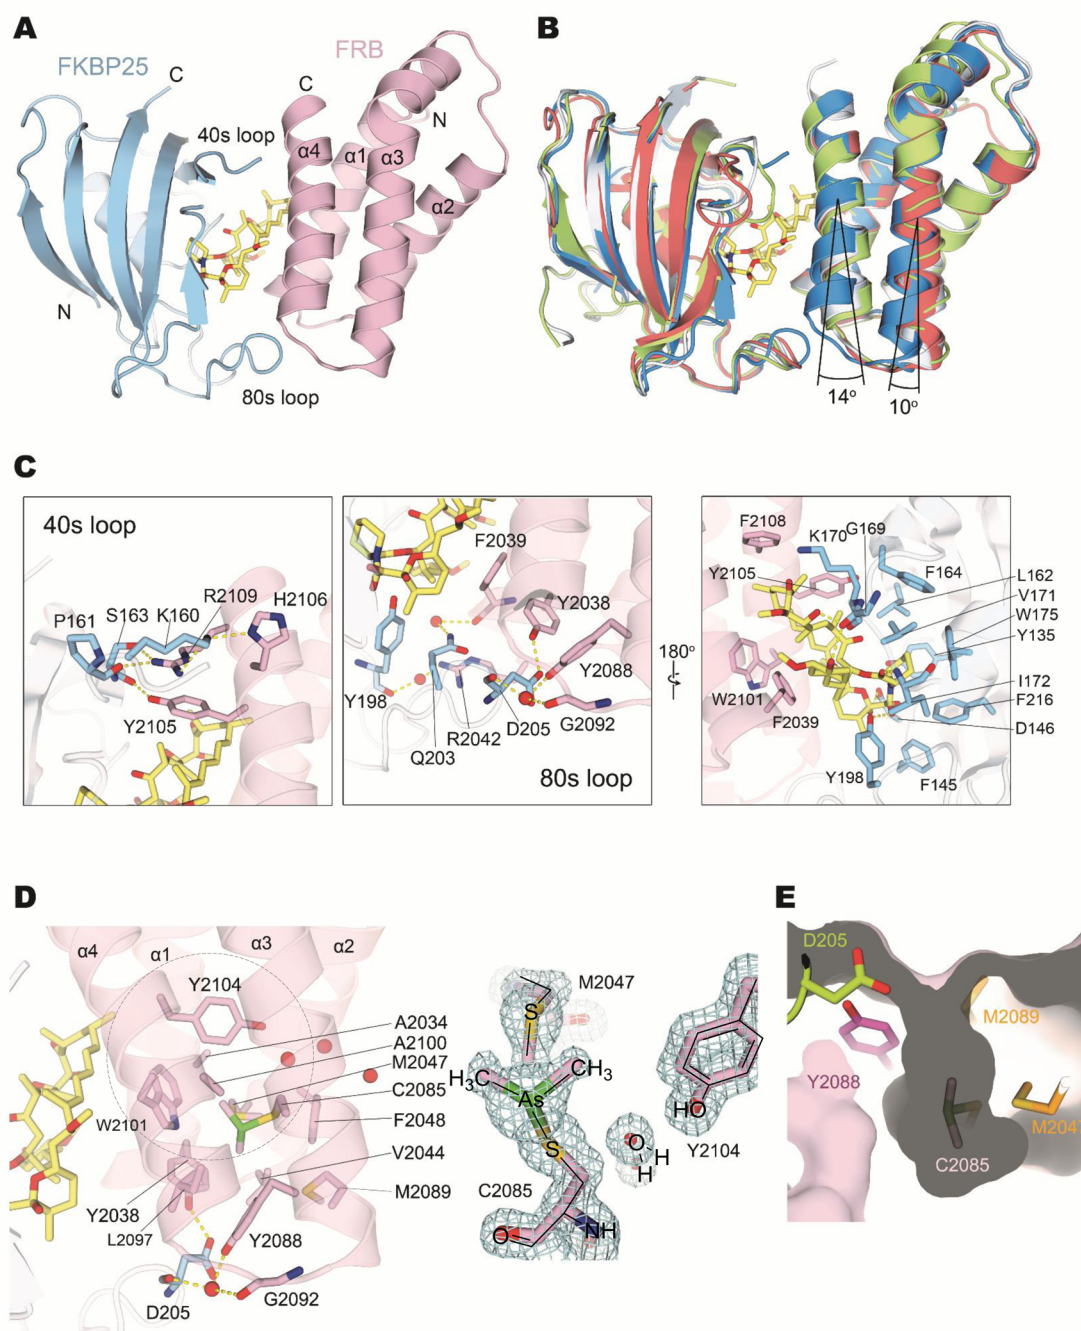 A
FKBP25
C
FRB
C
N
40s loop
α4
α1
α3
α2
N
80s loop
B
14°
10°
C
40s loop
P161
S163
K160
R2109
H2106
Y2105
F2039
Y2038
Y2088
Y198
Q203
R2042
D205
G2092
80s loop
180°
F2108
K170
G169
Y2105
F164
L162
V171
W175
Y135
W2101
F2039
I172
F216
D146
Y198
F145
D
α4
α1
α3
α2
Y2104
A2034
A2100
M2047
C2085
W2101
F2048
V2044
M2089
Y2038
L2097
Y2088
D205
G2092
M2047
S
H3C
CH3
As
S
HO
Y2104
O
H
H
C2085
O
NH
E
D205
M2089
Y2088
M204
C2085